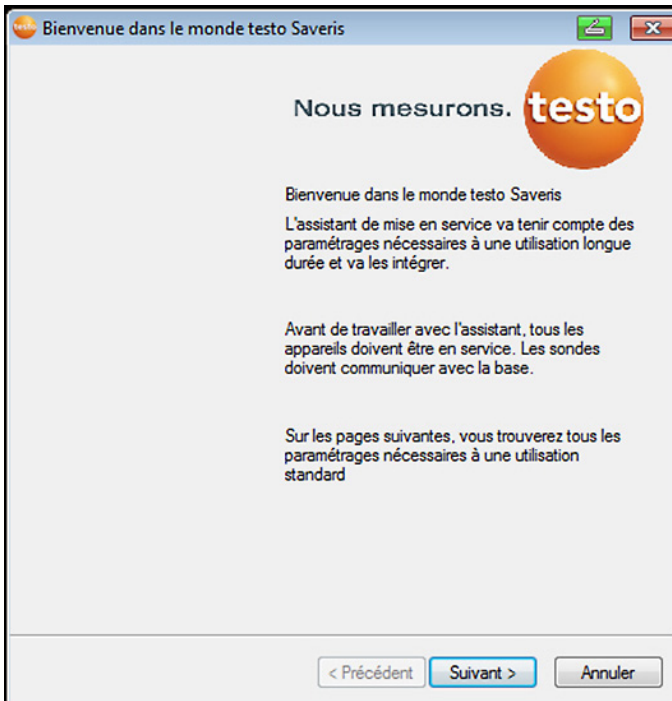 Bienvenue dans le monde testo Saveris
Nous mesurons. testo
Bienvenue dans le monde testo Saveris
L'assistant de mise en service va tenir compte des
paramétrages nécessaires à une utilisation longue
durée et va les intégrer.
Avant de travailler avec l'assistant, tous les
appareils doivent être en service. Les sondes
doivent communiquer avec la base.
Sur les pages suivantes, vous trouverez tous les
paramétrages nécessaires à une utilisation
standard
< Précédent Suivant > Annuler